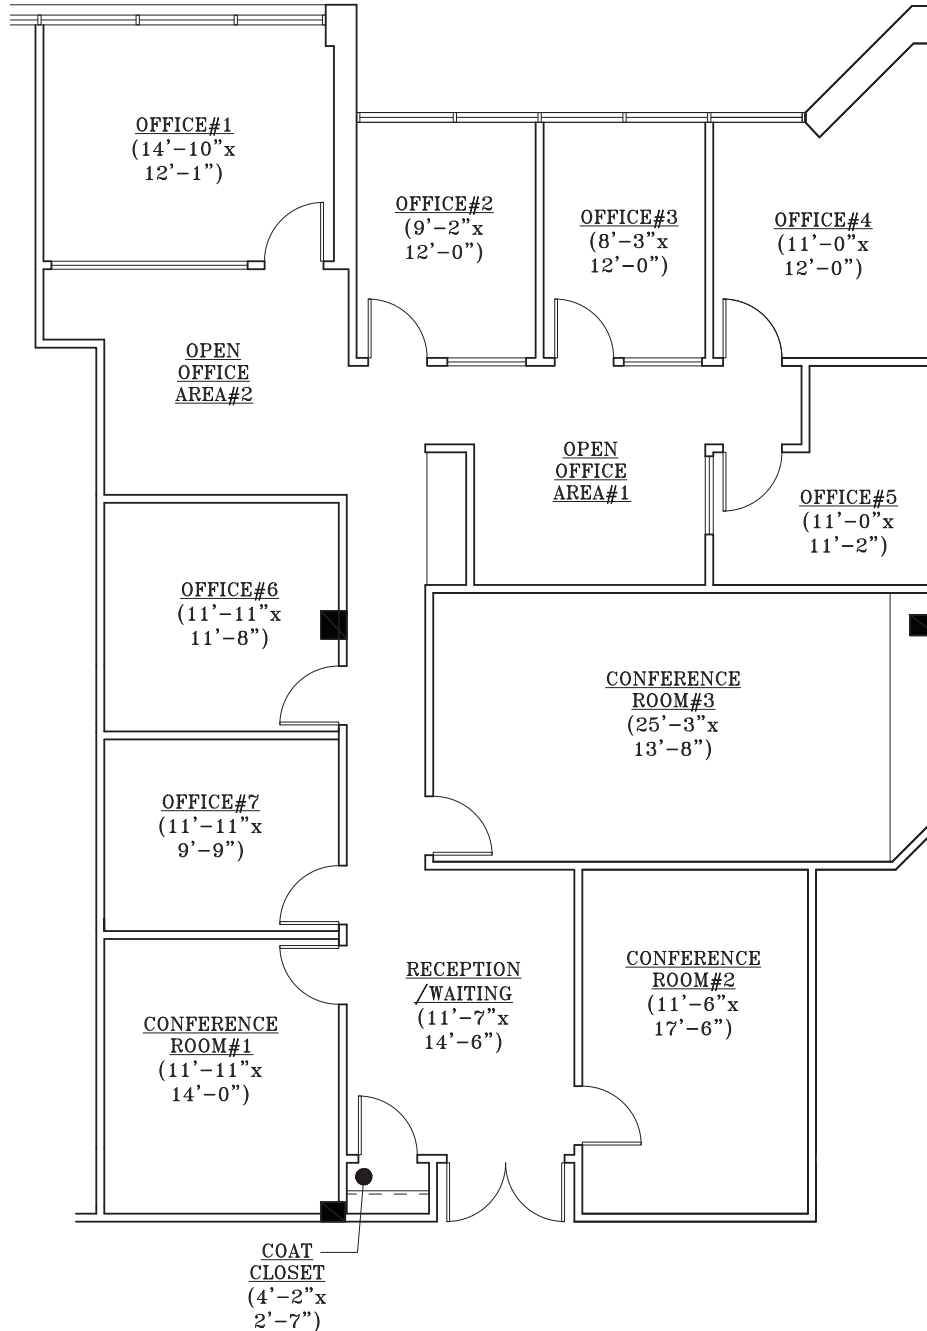 OFFICE#1
(14'-10"x
12'-1")
OFFICE#2
(9'-2"x
12'-0")
OFFICE#3
(8'-3"x
12'-0")
OFFICE#4
(11'-0"x
12'-0")
OPEN
OFFICE
AREA#2
OPEN
OFFICE
AREA#1
OFFICE#5
(11'-0"x
11'-2")
OFFICE#6
(11'-11"x
11'-8")
CONFERENCE
ROOM#3
(25'-3"x
13'-8")
OFFICE#7
(11'-11"x
9'-9")
RECEPTION
/WAITING
(11'-7"x
14'-6")
CONFERENCE
ROOM#2
(11'-6"x
17'-6")
CONFERENCE
ROOM#1
(11'-11"x
14'-0")
COAT
CLOSET
(4'-2"x
2'-7")